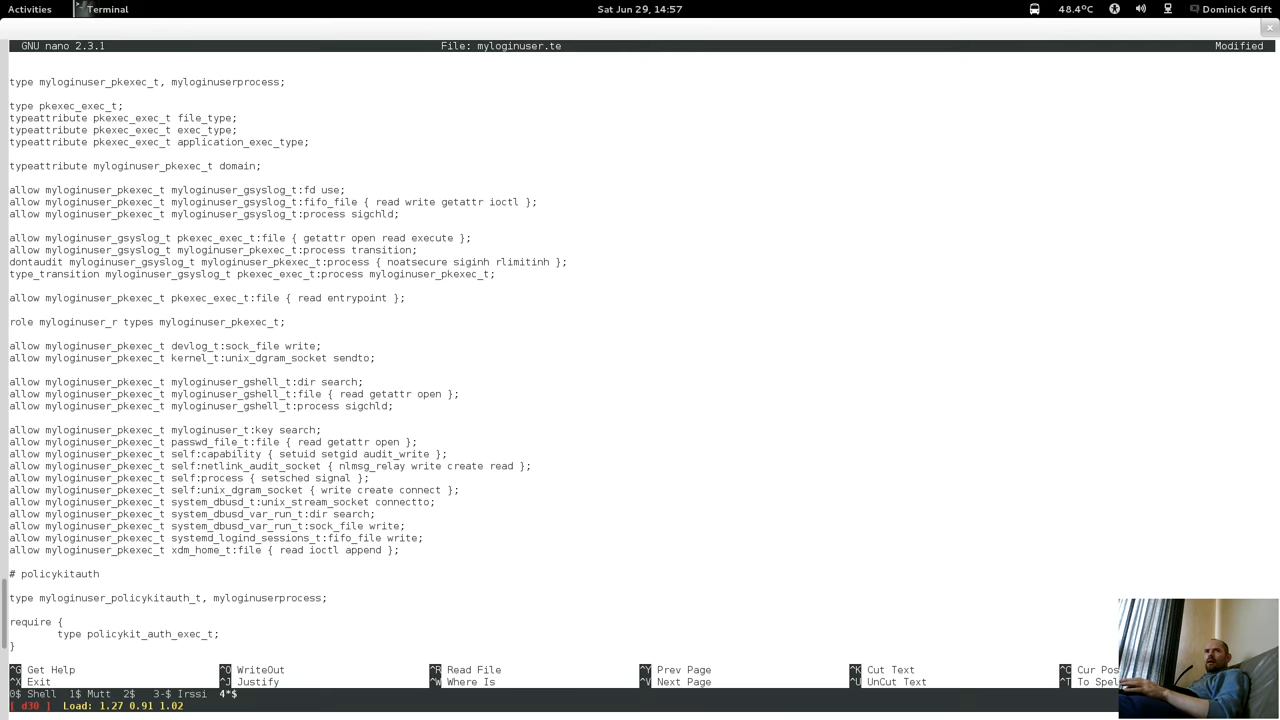 Activities
Terminal
Sat Jun 29, 14:57
48.4°C
Dominick Grift
GNU nano 2.3.1
File: myloginuser.te
Modified
type myloginuser_pkexec_t, myloginuserprocess;
type pkexec_exec_t;
typeattribute pkexec_exec_t file_type;
typeattribute pkexec_exec_t exec_type;
typeattribute pkexec_exec_t application_exec_type;
typeattribute myloginuser_pkexec_t domain;
allow myloginuser_pkexec_t myloginuser_gsyslog_t:fd use;
allow myloginuser_pkexec_t myloginuser_gsyslog_t:fifo_file { read write getattr ioctl };
allow myloginuser_pkexec_t myloginuser_gsyslog_t:process sigchld;
allow myloginuser_gsyslog_t pkexec_exec_t:file { getattr open read execute };
allow myloginuser_gsyslog_t myloginuser_pkexec_t:process transition;
dontaudit myloginuser_gsyslog_t myloginuser_pkexec_t:process { noatsecure siginh rlimitinh };
type_transition myloginuser_gsyslog_t pkexec_exec_t:process myloginuser_pkexec_t;
allow myloginuser_pkexec_t pkexec_exec_t:file { read entrypoint };
role myloginuser_r types myloginuser_pkexec_t;
allow myloginuser_pkexec_t devlog_t:sock_file write;
allow myloginuser_pkexec_t kernel_t:unix_dgram_socket sendto;
allow myloginuser_pkexec_t myloginuser_gshell_t:dir search;
allow myloginuser_pkexec_t myloginuser_gshell_t:file { read getattr open };
allow myloginuser_pkexec_t myloginuser_gshell_t:process sigchld;
allow myloginuser_pkexec_t myloginuser_t:key search;
allow myloginuser_pkexec_t passwd_file_t:file { read getattr open };
allow myloginuser_pkexec_t self:capability { setuid setgid audit_write };
allow myloginuser_pkexec_t self:netlink_audit_socket { nlmsg_relay write create read };
allow myloginuser_pkexec_t self:process { setsched signal };
allow myloginuser_pkexec_t self:unix_dgram_socket { write create connect };
allow myloginuser_pkexec_t system_dbusd_t:unix_stream_socket connectto;
allow myloginuser_pkexec_t system_dbusd_var_run_t:dir search;
allow myloginuser_pkexec_t system_dbusd_var_run_t:sock_file write;
allow myloginuser_pkexec_t systemd_logind_sessions_t:fifo_file write;
allow myloginuser_pkexec_t xdm_home_t:file { read ioctl append };
# policykitauth
type myloginuser_policykitauth_t, myloginuserprocess;
require {
type policykit_auth_exec_t;
}
^G Get Help ^O WriteOut ^R Read File ^Y Prev Page ^K Cut Text ^C Cur Pos
^X Exit ^J Justify ^W Where Is ^V Next Page ^U UnCut Text ^T To Spel
0$ Shell 1$ Mutt 2$ 3-$ Irssi 4*$
[ d30 ] Load: 1.27 0.91 1.02